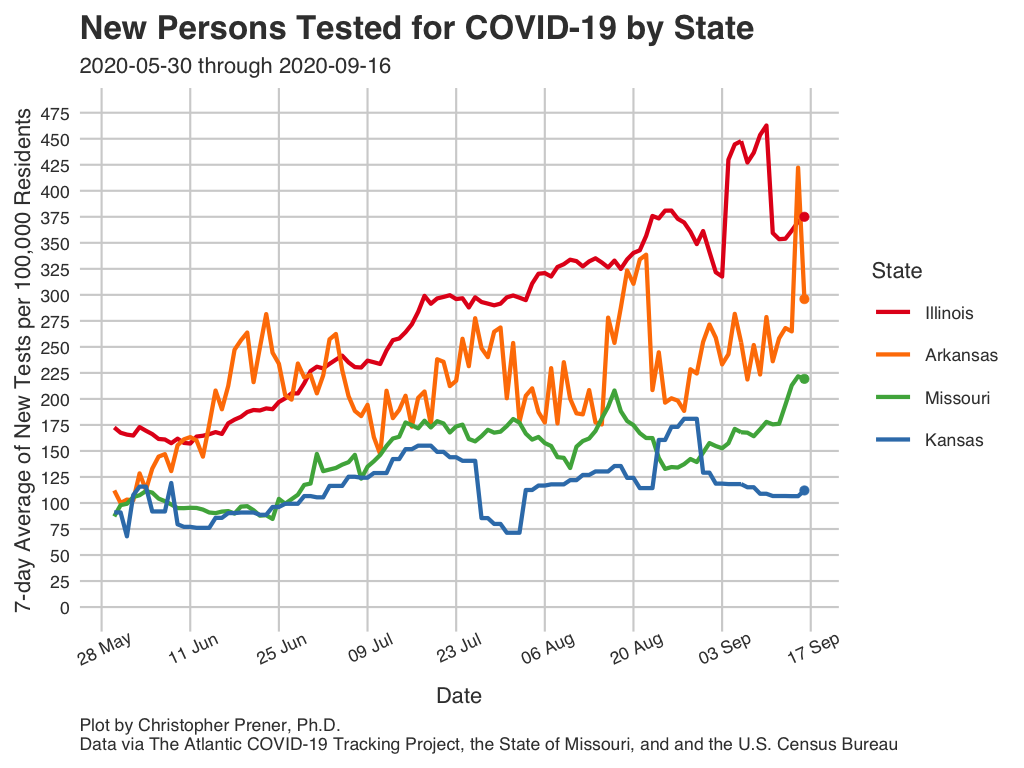 New Persons Tested for COVID-19 by State
2020-05-30 through 2020-09-16
7-day Average of New Tests per 100,000 Residents
475
450
425
400
375
350
325
300
275
250
225
200
175
150
125
100
75
50
25
0
28 May
11 Jun
25 Jun
09 Jul
23 Jul
06 Aug
20 Aug
03 Sep
17 Sep
Date
State
Illinois
Arkansas
Missouri
Kansas
Plot by Christopher Prener, Ph.D.
Data via The Atlantic COVID-19 Tracking Project, the State of Missouri, and and the U.S. Census Bureau